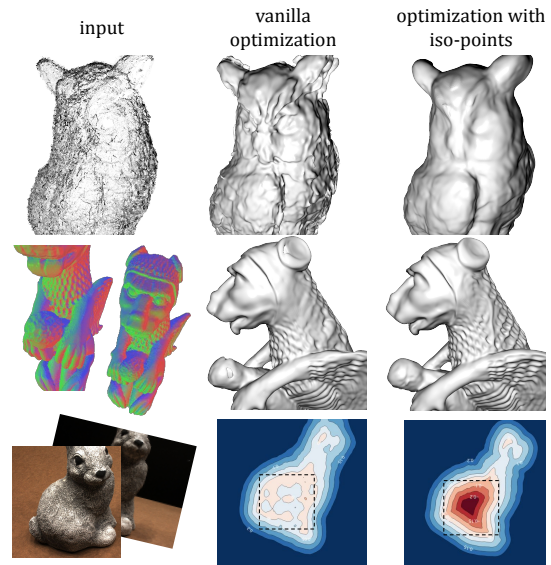 input
vanilla
optimization
optimization with
iso-points